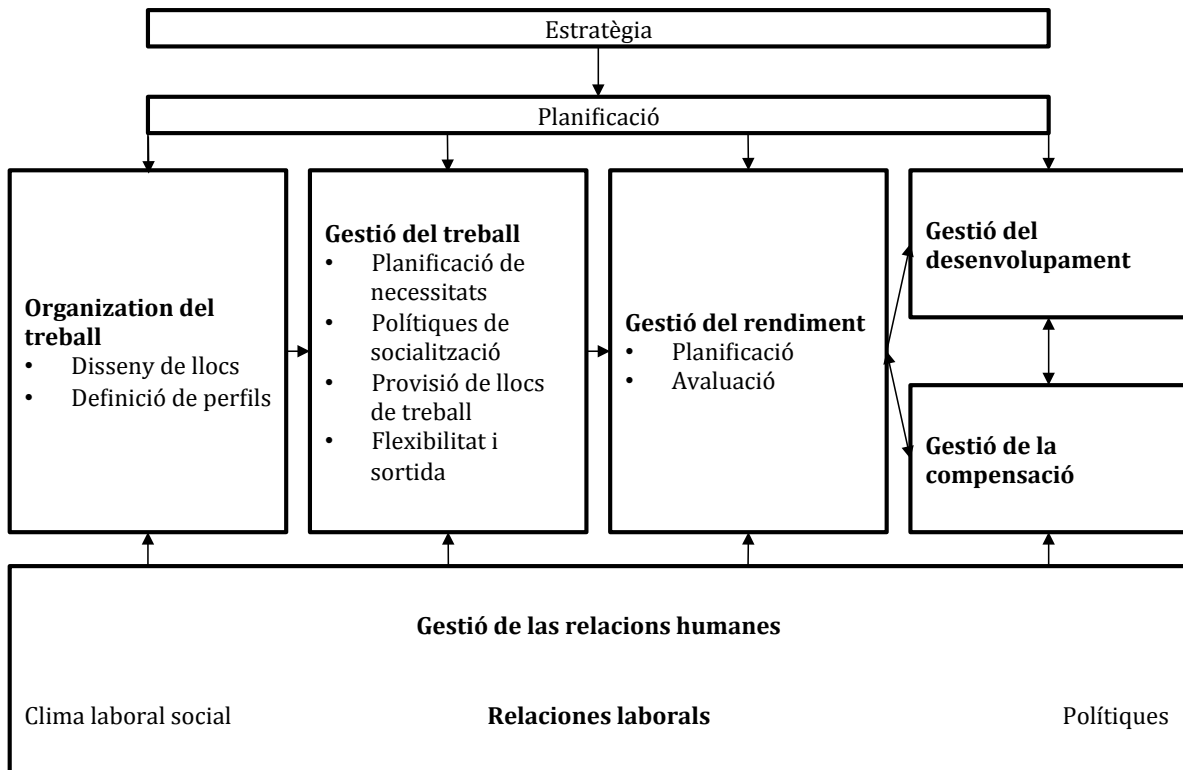 Estratègia
Planificació
Organization del
treball
• Disseny de llocs
• Definició de perfils
Gestió del treball
• Planificació de
necessitats
• Polítiques de
socialització
• Provisió de llocs
de treball
• Flexibilitat i
sortida
Gestió del rendiment
• Planificació
• Avaluació
Gestió del
desenvolupament
Gestió de la
compensació
Gestió de las relacions humanes
Clima laboral social
Relaciones laborals
Polítiques